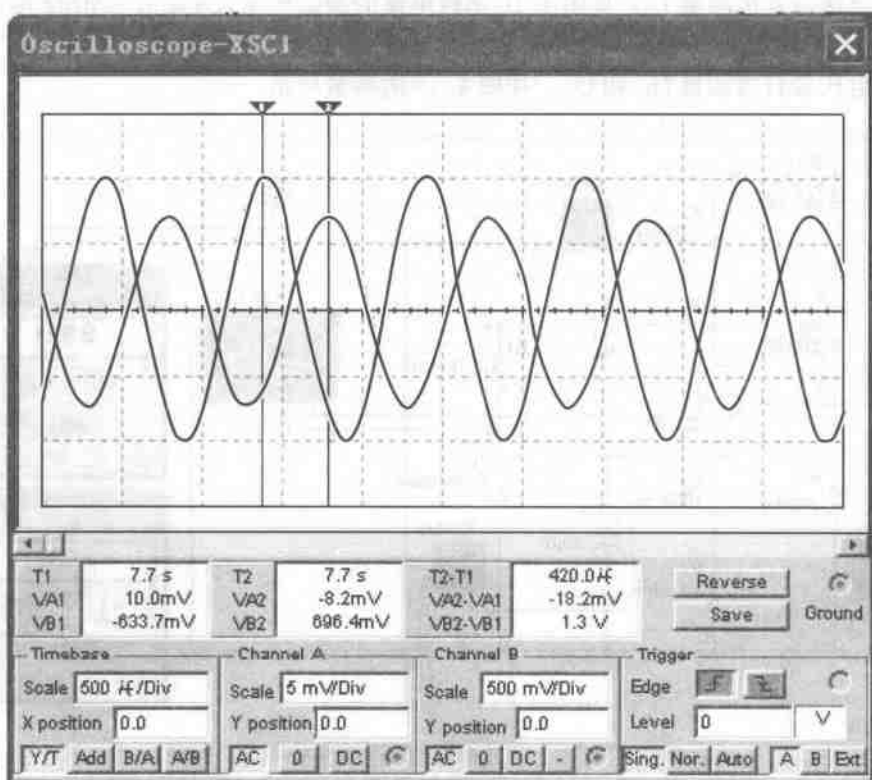 Oscilloscope-XSC1
1 2
T1 7.7 s T2 7.7 s T2-T1 420.0 Reverse
VA1 10.0mV VA2 -8.2mV VA2-VA1 -18.2mV
VB1 -633.7mV VB2 696.4mV VB2-VB1 1.3 V Save Ground
Timebase Channel A Channel B Trigger
Scale 500 /Div Scale 5 mV/Div Scale 500 mV/Div Edge
X position 0.0 Y position 0.0 Y position 0.0 Level 0 V
Y/T Add B/A A/B AC 0 DC AC 0 DC - Sing. Nor. Auto A B Ext